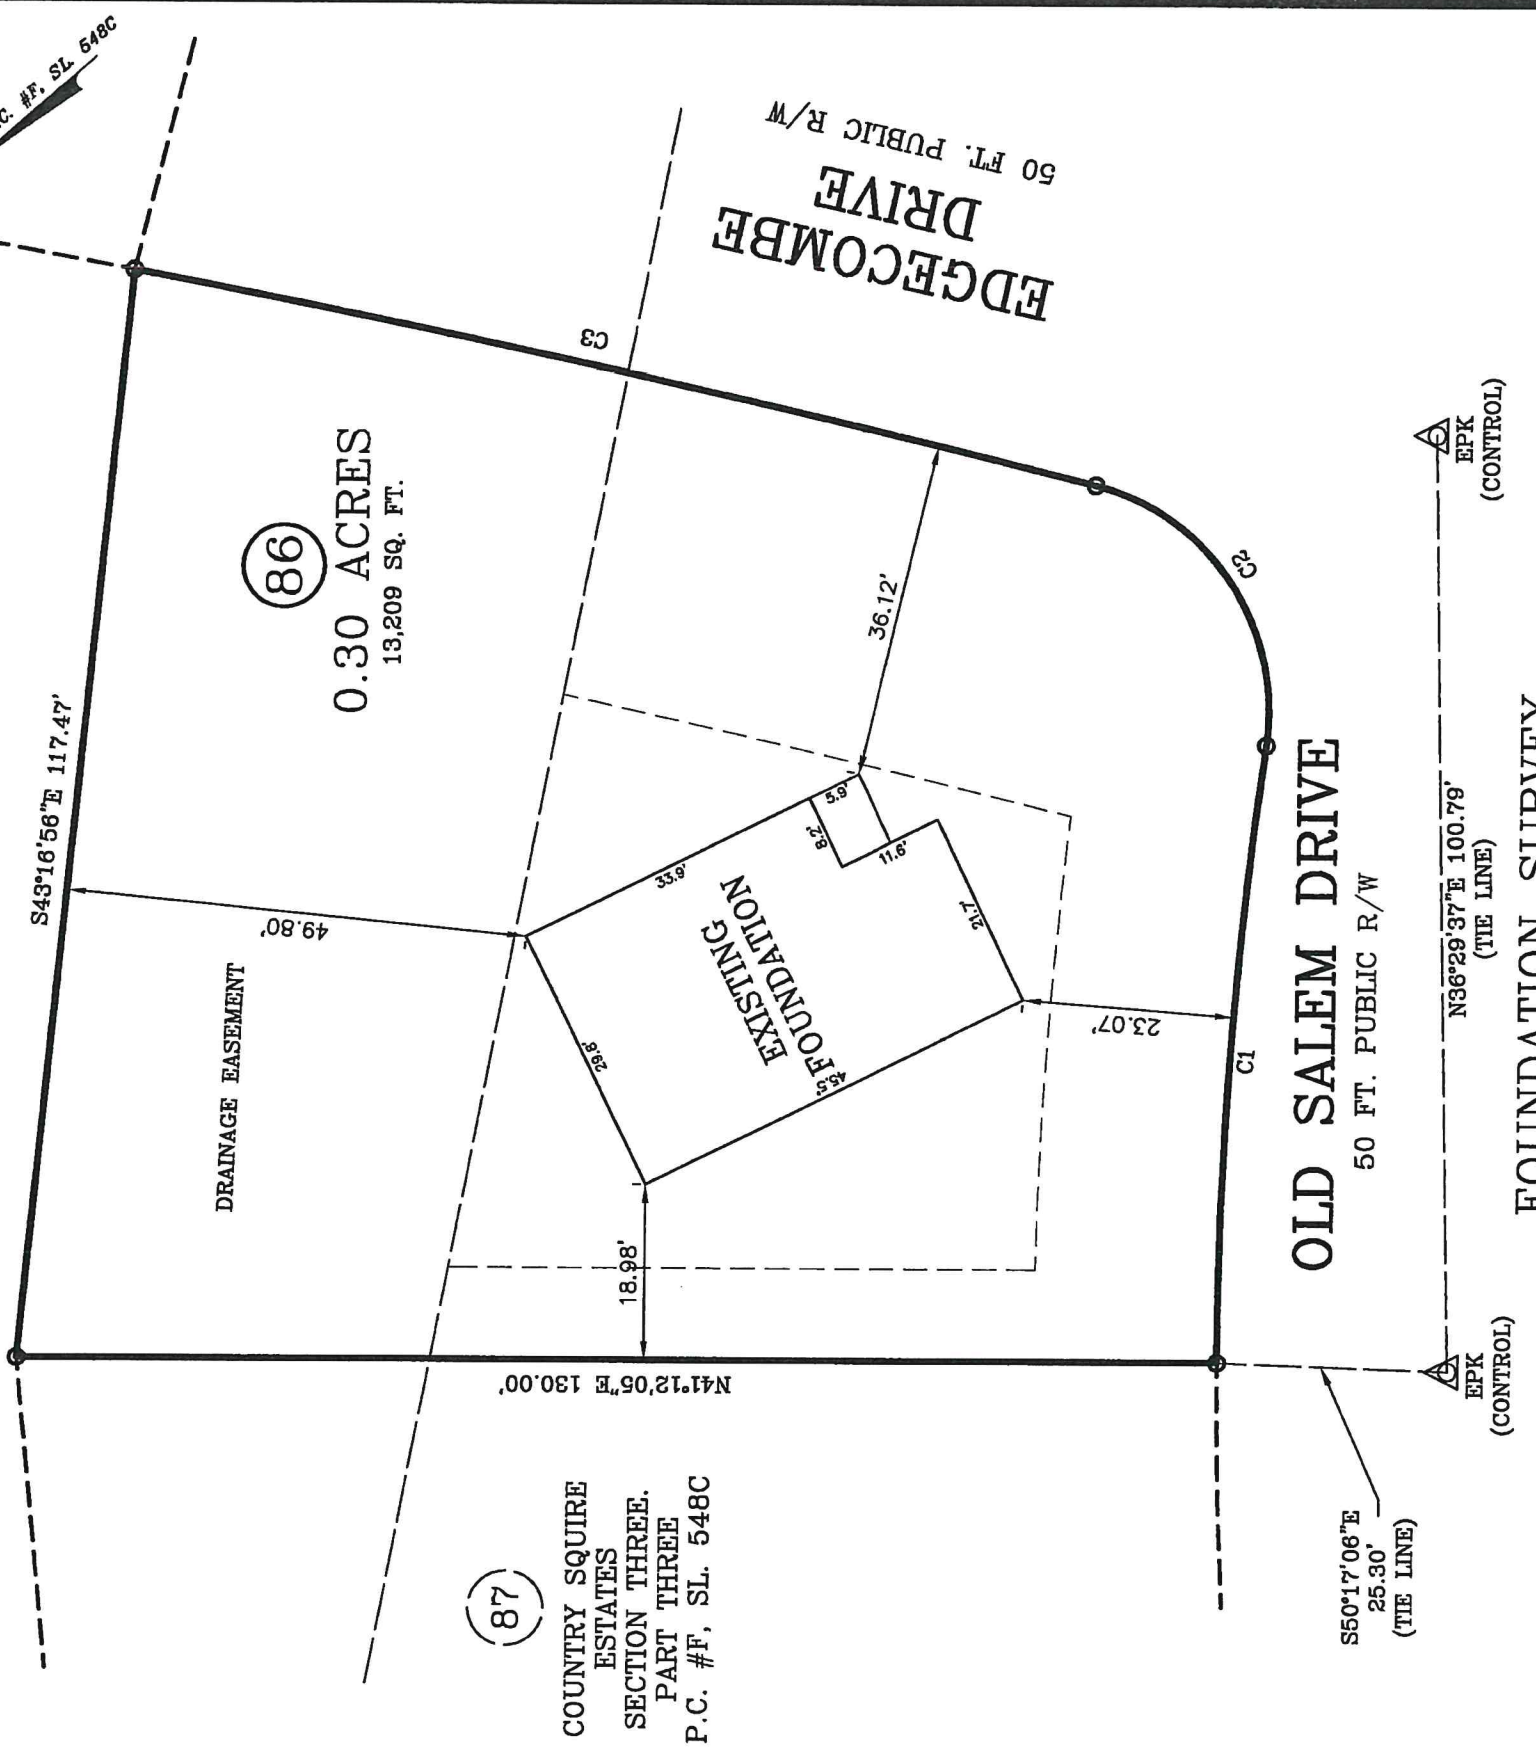 C. #F, SL. 548C
50 FT. PUBLIC R/W
EDGECOMBE
DRIVE
C3
S43°16'56"E 117.47'
86
0.30 ACRES
13,209 SQ. FT.
36.12'
C2
49.80'
DRAINAGE EASEMENT
33.9'
5.9'
8.2'
11.6'
21.7'
29.8'
45.5'
EXISTING
FOUNDATION
23.07'
C1
18.98'
N41°12'05"E 130.00'
OLD SALEM DRIVE
50 FT. PUBLIC R/W
EPK
(CONTROL)
N36°29'37"E 100.79'
(TIE LINE)
EPK
(CONTROL)
S50°17'06"E
25.30'
(TIE LINE)
87
COUNTRY SQUIRE
ESTATES
SECTION THREE.
PART THREE
P.C. #F, SL. 548C
FOUNDATION SURVEY